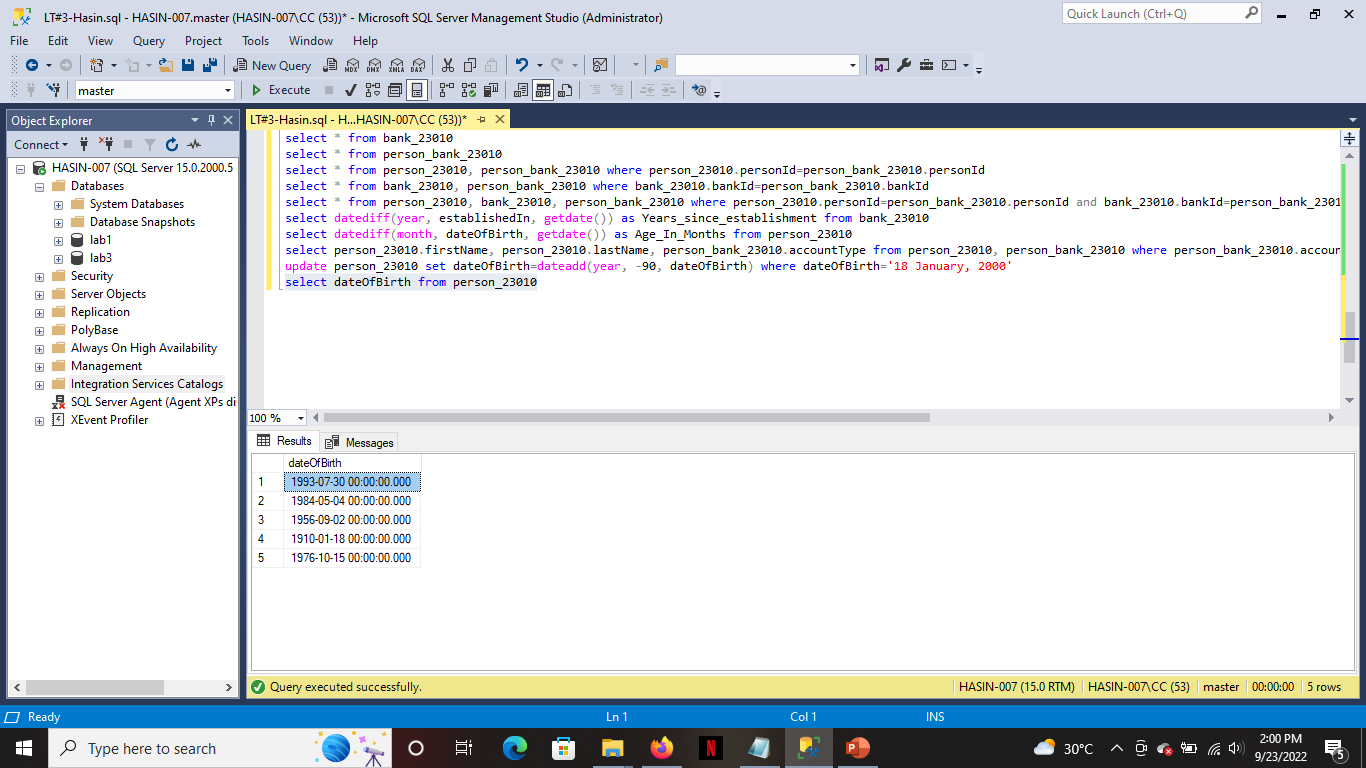 LT#3-Hasin.sql - HASIN-007.master (HASIN-007\CC (53))* - Microsoft SQL Server Management Studio (Administrator)
Quick Launch (Ctrl+Q)
File Edit View Query Project Tools Window Help
New Query
MDX DMX XMLA DAX
master
Execute
Object Explorer
Connect
HASIN-007 (SQL Server 15.0.2000.5
Databases
System Databases
Database Snapshots
lab1
lab3
Security
Server Objects
Replication
PolyBase
Always On High Availability
Management
Integration Services Catalogs
SQL Server Agent (Agent XPs di
XEvent Profiler
LT#3-Hasin.sql - H...HASIN-007\CC (53))*
select * from bank_23010
select * from person_bank_23010
select * from person_23010, person_bank_23010 where person_23010.personId=person_bank_23010.personId
select * from bank_23010, person_bank_23010 where bank_23010.bankId=person_bank_23010.bankId
select * from person_23010, bank_23010, person_bank_23010 where person_23010.personId=person_bank_23010.personId and bank_23010.bankId=person_bank_2301
select datediff(year, establishedIn, getdate()) as Years_since_establishment from bank_23010
select datediff(month, dateOfBirth, getdate()) as Age_In_Months from person_23010
select person_23010.firstName, person_23010.lastName, person_bank_23010.accountType from person_23010, person_bank_23010 where person_23010.accoun
update person_23010 set dateOfBirth=dateadd(year, -90, dateOfBirth) where dateOfBirth='18 January, 2000'
select dateOfBirth from person_23010
100 %
Results Messages
dateOfBirth
1 1993-07-30 00:00:00.000
2 1984-05-04 00:00:00.000
3 1956-09-02 00:00:00.000
4 1910-01-18 00:00:00.000
5 1976-10-15 00:00:00.000
Query executed successfully.
HASIN-007 (15.0 RTM) HASIN-007\CC (53) master 00:00:00 5 rows
Ready
Ln 1
Col 1
INS
Type here to search
N
P
30°C
2:00 PM
9/23/2022
5